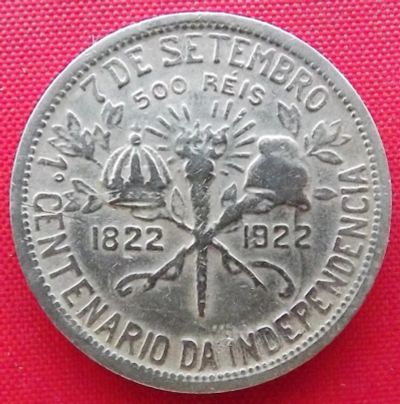 7 DE SETEMBRO
500 RÉIS
1822 1922
1º CENTENARIO DA INDEPENDENCIA